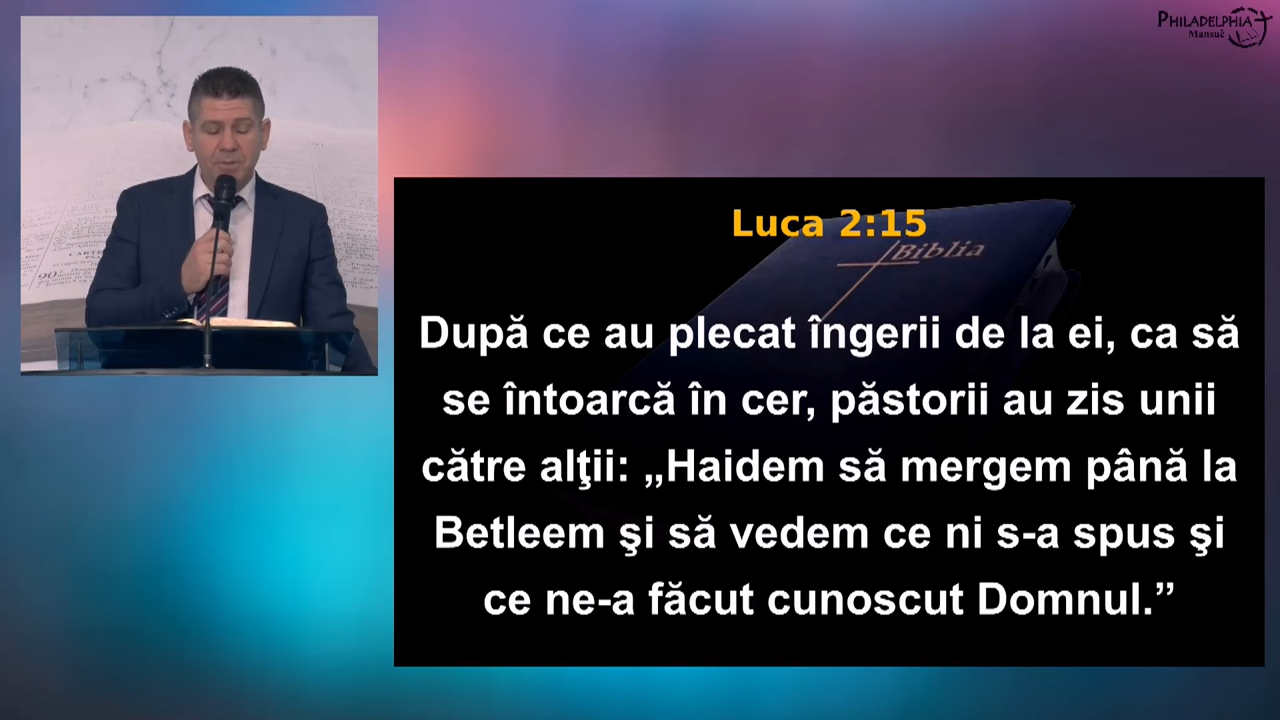 PHILADELPHIA
Mansuè
Luca 2:15
Biblia
După ce au plecat îngerii de la ei, ca să
se întoarcă în cer, păstorii au zis unii
către alţii: „Haidem să mergem până la
Betleem şi să vedem ce ni s-a spus şi
ce ne-a făcut cunoscut Domnul.”
90